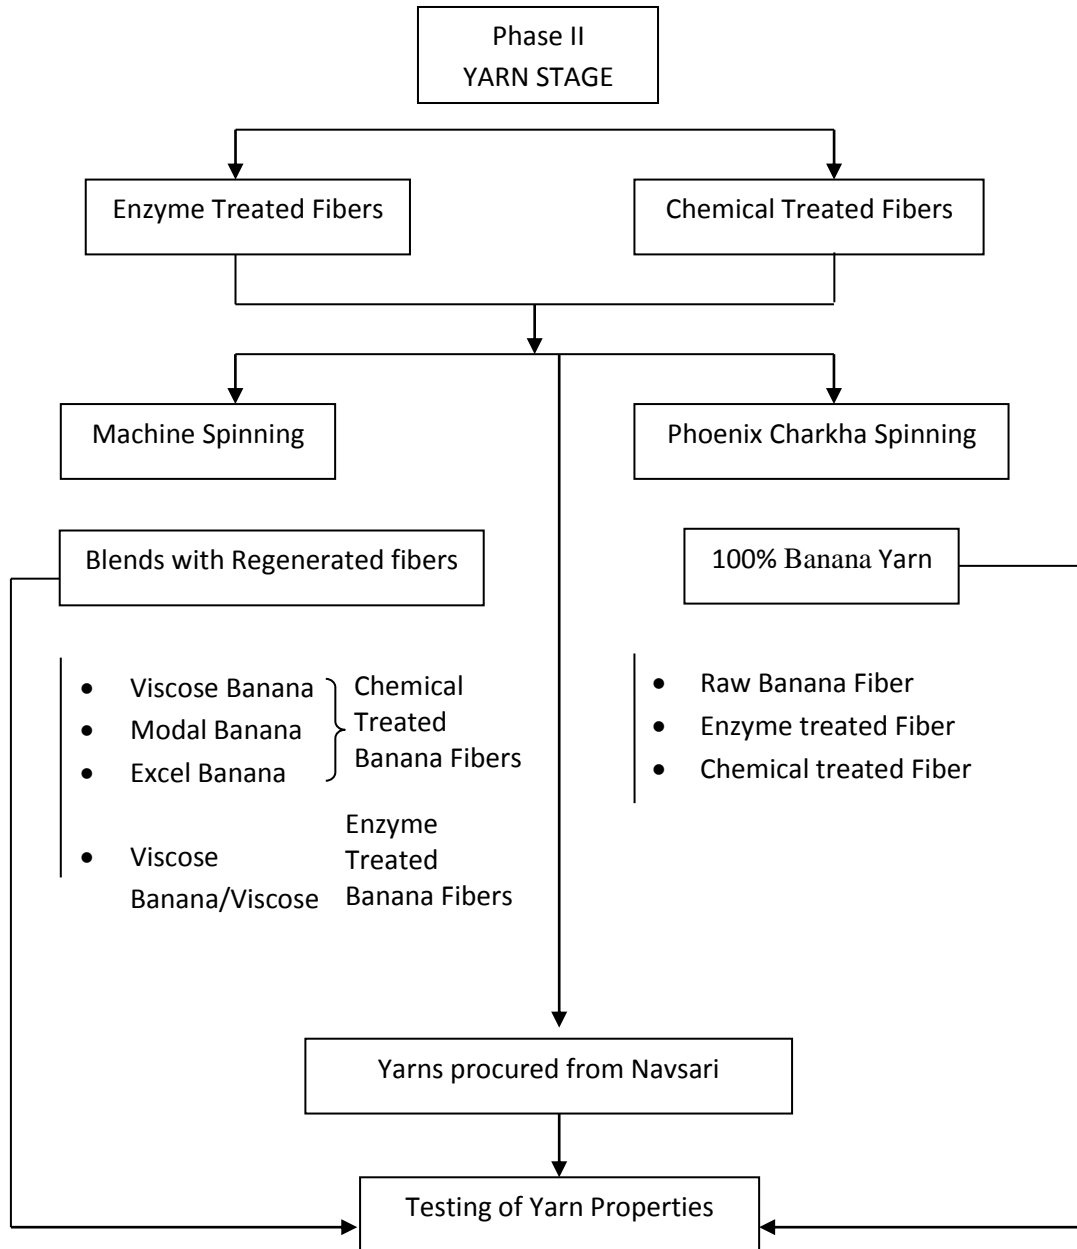 Phase II
YARN STAGE
Enzyme Treated Fibers
Chemical Treated Fibers
Machine Spinning
Phoenix Charkha Spinning
Blends with Regenerated fibers
100% Banana Yarn
• Viscose Banana
• Modal Banana
• Excel Banana
Chemical
Treated
Banana Fibers
• Viscose
Banana/Viscose
Enzyme
Treated
Banana Fibers
• Raw Banana Fiber
• Enzyme treated Fiber
• Chemical treated Fiber
Yarns procured from Navsari
Testing of Yarn Properties